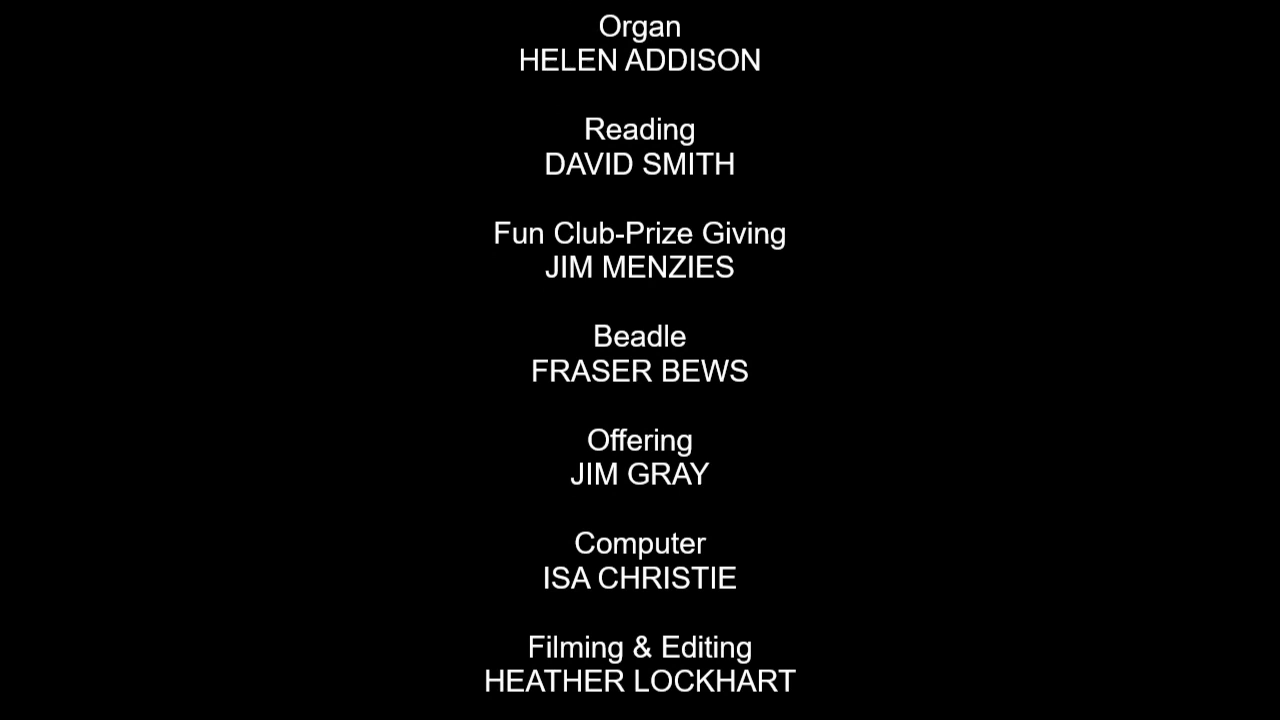 Organ
HELEN ADDISON
Reading
DAVID SMITH
Fun Club-Prize Giving
JIM MENZIES
Beadle
FRASER BEWS
Offering
JIM GRAY
Computer
ISA CHRISTIE
Filming & Editing
HEATHER LOCKHART